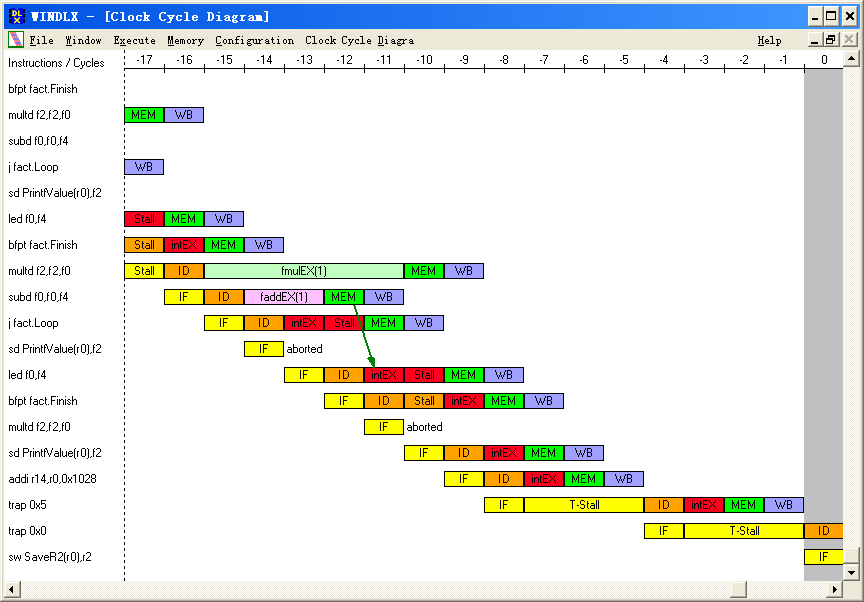 DL X WINDLX - [Clock Cycle Diagram]
File Window Execute Memory Configuration Clock Cycle Diagra Help
Instructions / Cycles -17 -16 -15 -14 -13 -12 -11 -10 -9 -8 -7 -6 -5 -4 -3 -2 -1 0
bfpt fact.Finish
multd f2,f2,f0 MEM WB
subd f0,f0,f4
j fact.Loop WB
sd PrintfValue(r0),f2
led f0,f4 Stall MEM WB
bfpt fact.Finish Stall intEX MEM WB
multd f2,f2,f0 Stall ID fmulEX(1) MEM WB
subd f0,f0,f4 IF ID faddEX(1) MEM WB
j fact.Loop IF ID intEX Stall MEM WB
sd PrintfValue(r0),f2 IF aborted
led f0,f4 IF ID intEX Stall MEM WB
bfpt fact.Finish IF ID Stall intEX MEM WB
multd f2,f2,f0 IF aborted
sd PrintfValue(r0),f2 IF ID intEX MEM WB
addi r14,r0,0x1028 IF ID intEX MEM WB
trap 0x5 IF T-Stall ID intEX MEM WB
trap 0x0 IF T-Stall ID
sw SaveR2(r0),r2 IF